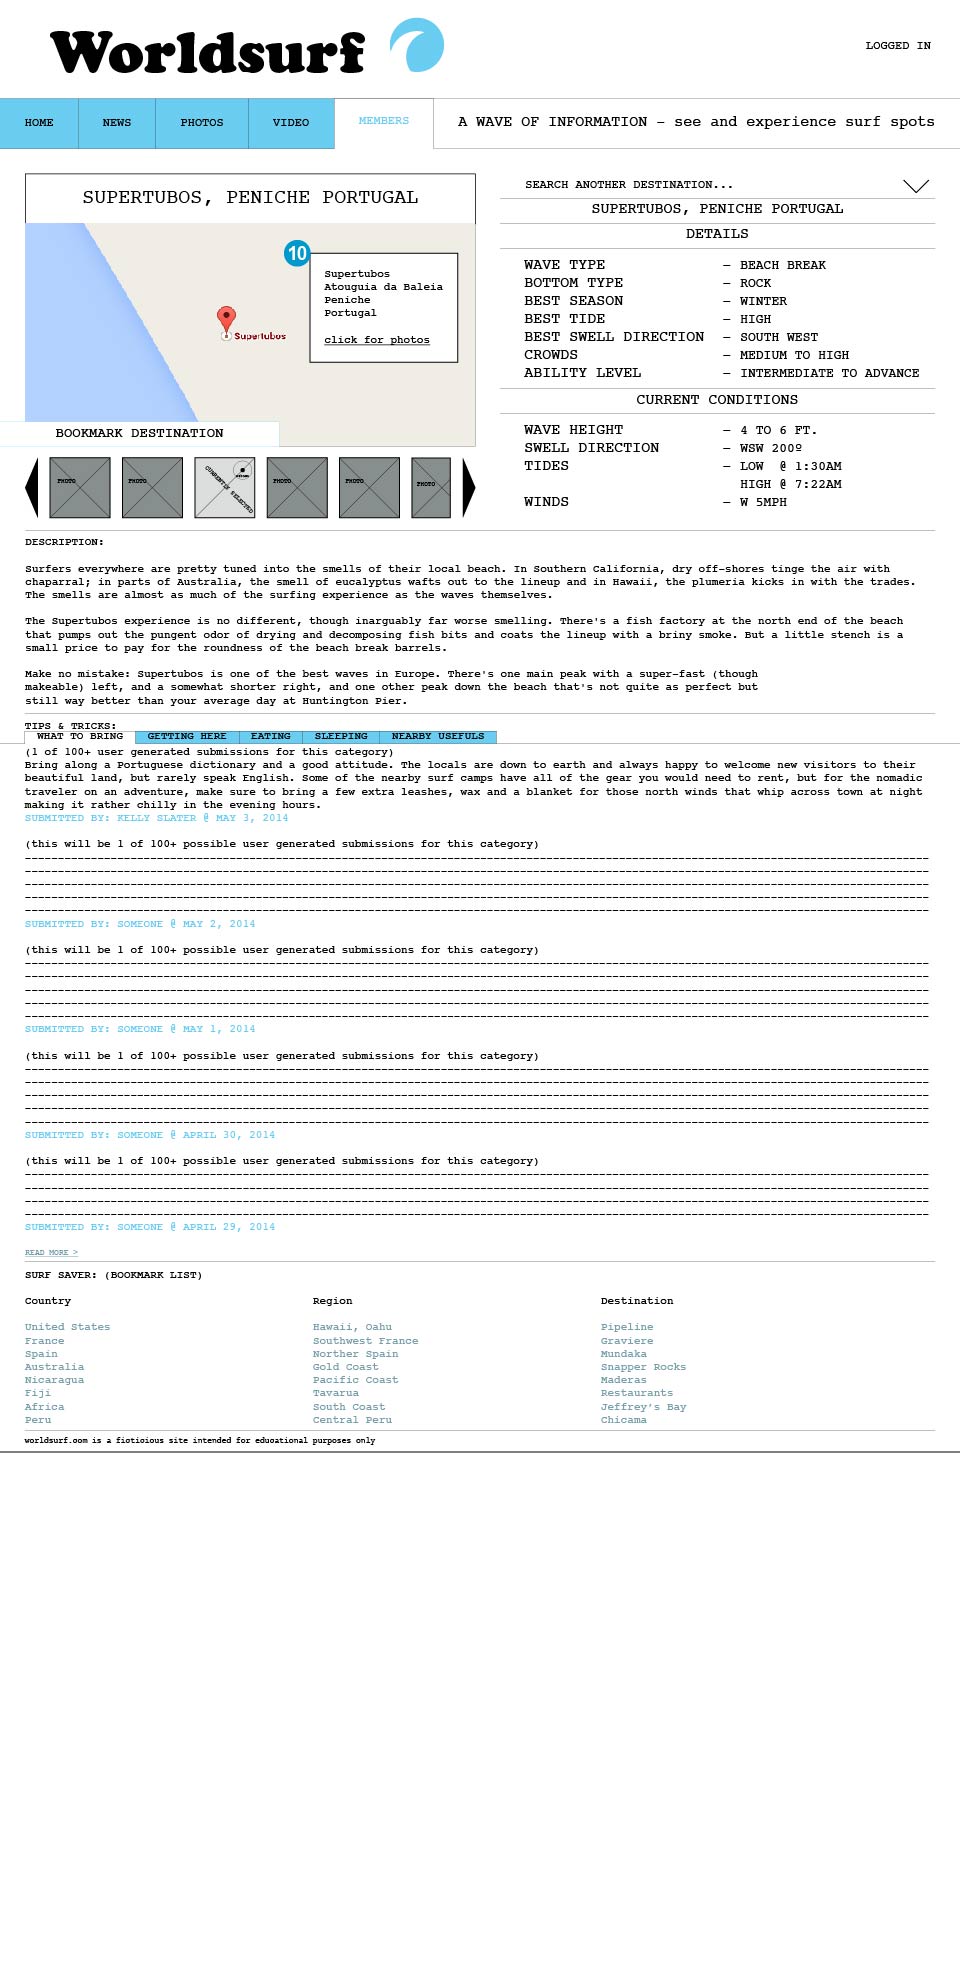 Worldsurf
LOGGED IN
HOME NEWS PHOTOS VIDEO MEMBERS A WAVE OF INFORMATION - see and experience surf spots
SUPERTUBOS, PENICHE PORTUGAL
10
Supertubos
Atouguia da Baleia
Peniche
Portugal
click for photos
Supertubos
BOOKMARK DESTINATION
PHOTO PHOTO CURRENTLY SELECTED PHOTO PHOTO PHOTO
SEARCH ANOTHER DESTINATION...
SUPERTUBOS, PENICHE PORTUGAL
DETAILS
WAVE TYPE - BEACH BREAK
BOTTOM TYPE - ROCK
BEST SEASON - WINTER
BEST TIDE - HIGH
BEST SWELL DIRECTION - SOUTH WEST
CROWDS - MEDIUM TO HIGH
ABILITY LEVEL - INTERMEDIATE TO ADVANCE
CURRENT CONDITIONS
WAVE HEIGHT - 4 TO 6 FT.
SWELL DIRECTION - WSW 200º
TIDES - LOW @ 1:30AM
HIGH @ 7:22AM
WINDS - W 5MPH
DESCRIPTION:
Surfers everywhere are pretty tuned into the smells of their local beach. In Southern California, dry off-shores tinge the air with
chaparral; in parts of Australia, the smell of eucalyptus wafts out to the lineup and in Hawaii, the plumeria kicks in with the trades.
The smells are almost as much of the surfing experience as the waves themselves.
The Supertubos experience is no different, though inarguably far worse smelling. There's a fish factory at the north end of the beach
that pumps out the pungent odor of drying and decomposing fish bits and coats the lineup with a briny smoke. But a little stench is a
small price to pay for the roundness of the beach break barrels.
Make no mistake: Supertubos is one of the best waves in Europe. There's one main peak with a super-fast (though
makeable) left, and a somewhat shorter right, and one other peak down the beach that's not quite as perfect but
still way better than your average day at Huntington Pier.
TIPS & TRICKS:
WHAT TO BRING GETTING HERE EATING SLEEPING NEARBY USEFULS
(1 of 100+ user generated submissions for this category)
Bring along a Portuguese dictionary and a good attitude. The locals are down to earth and always happy to welcome new visitors to their
beautiful land, but rarely speak English. Some of the nearby surf camps have all of the gear you would need to rent, but for the nomadic
traveler on an adventure, make sure to bring a few extra leashes, wax and a blanket for those north winds that whip across town at night
making it rather chilly in the evening hours.
SUBMITTED BY: KELLY SLATER @ MAY 3, 2014
(this will be 1 of 100+ possible user generated submissions for this category)
SUBMITTED BY: SOMEONE @ MAY 2, 2014
(this will be 1 of 100+ possible user generated submissions for this category)
SUBMITTED BY: SOMEONE @ MAY 1, 2014
(this will be 1 of 100+ possible user generated submissions for this category)
SUBMITTED BY: SOMEONE @ APRIL 30, 2014
(this will be 1 of 100+ possible user generated submissions for this category)
SUBMITTED BY: SOMEONE @ APRIL 29, 2014
READ MORE >
SURF SAVER: (BOOKMARK LIST)
Country Region Destination
United States Hawaii, Oahu Pipeline
France Southwest France Graviere
Spain Norther Spain Mundaka
Australia Gold Coast Snapper Rocks
Nicaragua Pacific Coast Maderas
Fiji Tavarua Restaurants
Africa South Coast Jeffrey's Bay
Peru Central Peru Chicama
worldsurf.com is a ficticious site intended for educational purposes only